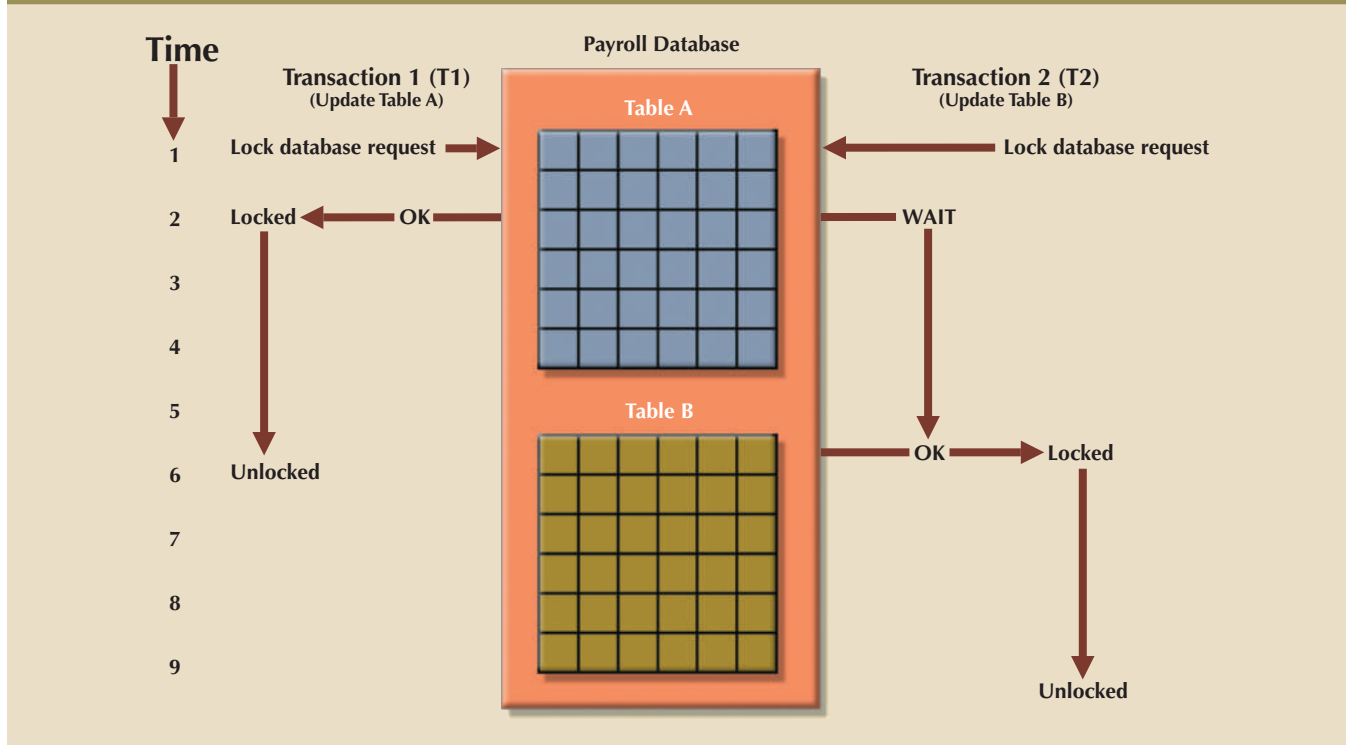 Time
Payroll Database
Transaction 1 (T1)
(Update Table A)
Transaction 2 (T2)
(Update Table B)
Table A
1
Lock database request
Lock database request
2
Locked
OK
WAIT
3
4
5
Table B
OK
Locked
6
Unlocked
7
8
9
Unlocked